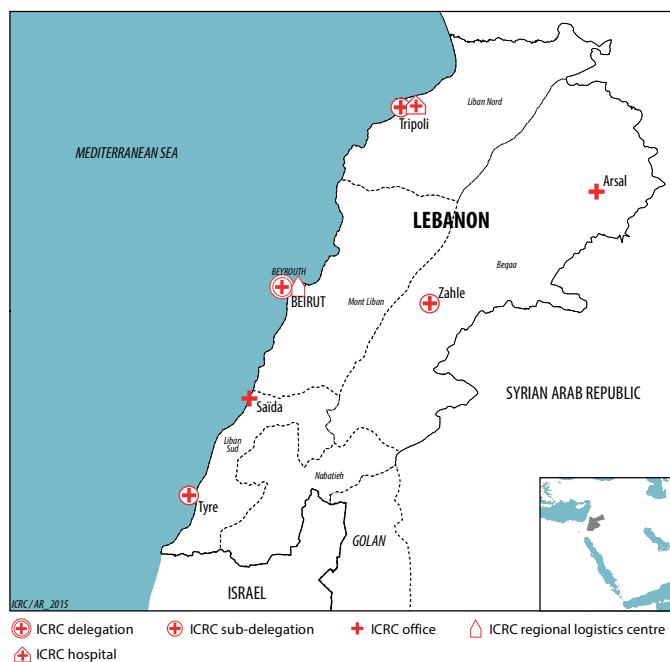 Liban Nord
Tripoli
MEDITERRANEAN SEA
Arsal
LEBANON
Beqaa
BEYROUTH
BEIRUT
Mont Liban
Zahle
SYRIAN ARAB REPUBLIC
Saïda
Liban
Sud
Nabatieh
Tyre
GOLAN
ISRAEL
ICRC / AR_2015
ICRC delegation
ICRC sub-delegation
ICRC office
ICRC regional logistics centre
ICRC hospital